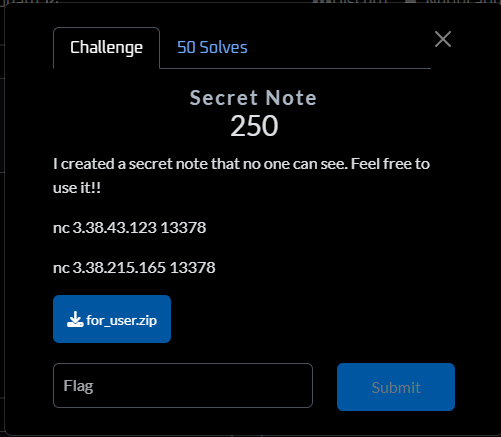 Challenge
50 Solves
Secret Note
250
I created a secret note that no one can see. Feel free to
use it!!
nc 3.38.43.123 13378
nc 3.38.215.165 13378
for_user.zip
Flag
Submit